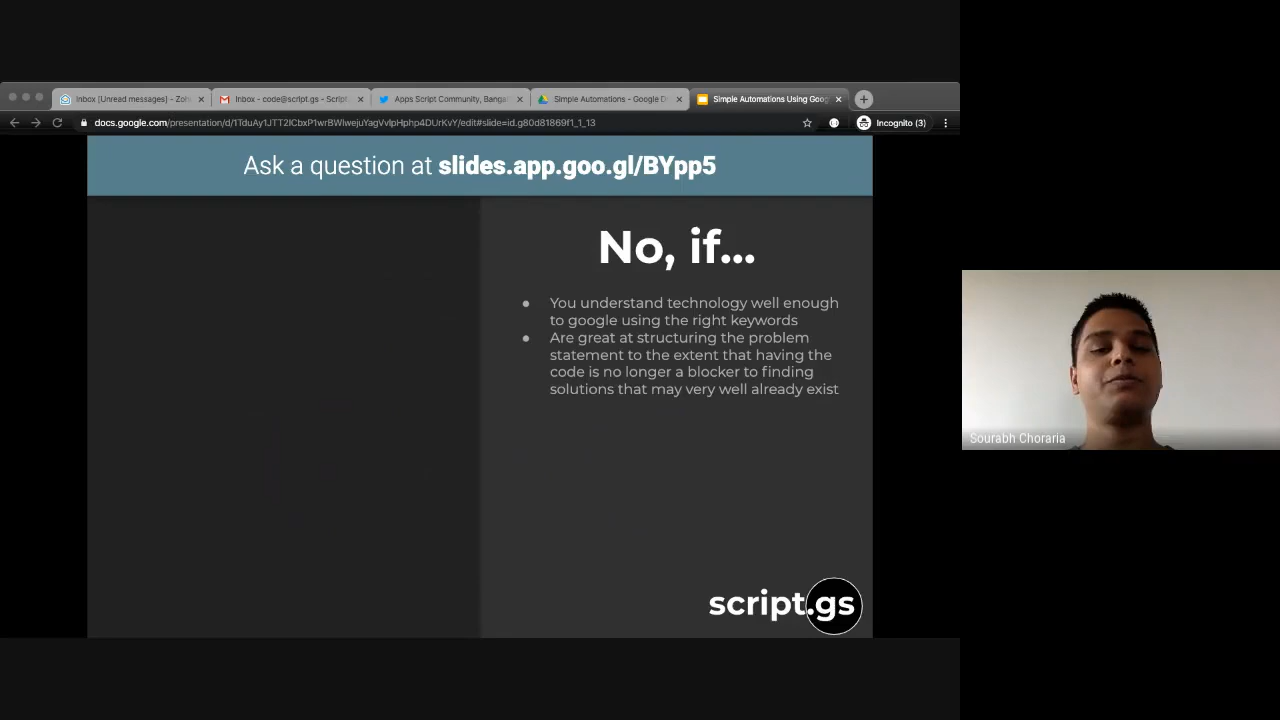 Inbox (Unread messages) - Zoh
Inbox - code@script.gs - Script.
Apps Script Community, Banga
Simple Automations - Google D
Simple Automations Using Goog
docs.google.com/presentation/d/1TduAy1JTT2ICbxP1wrBWlwejuYagVvlpHphp4DUrKvY/edit#slide=id.g80d81869f1_1_13
Incognito (3)
Ask a question at slides.app.goo.gl/BYpp5
No, if...
● You understand technology well enough
to google using the right keywords
● Are great at structuring the problem
statement to the extent that having the
code is no longer a blocker to finding
solutions that may very well already exist
script.gs
Sourabh Choraria